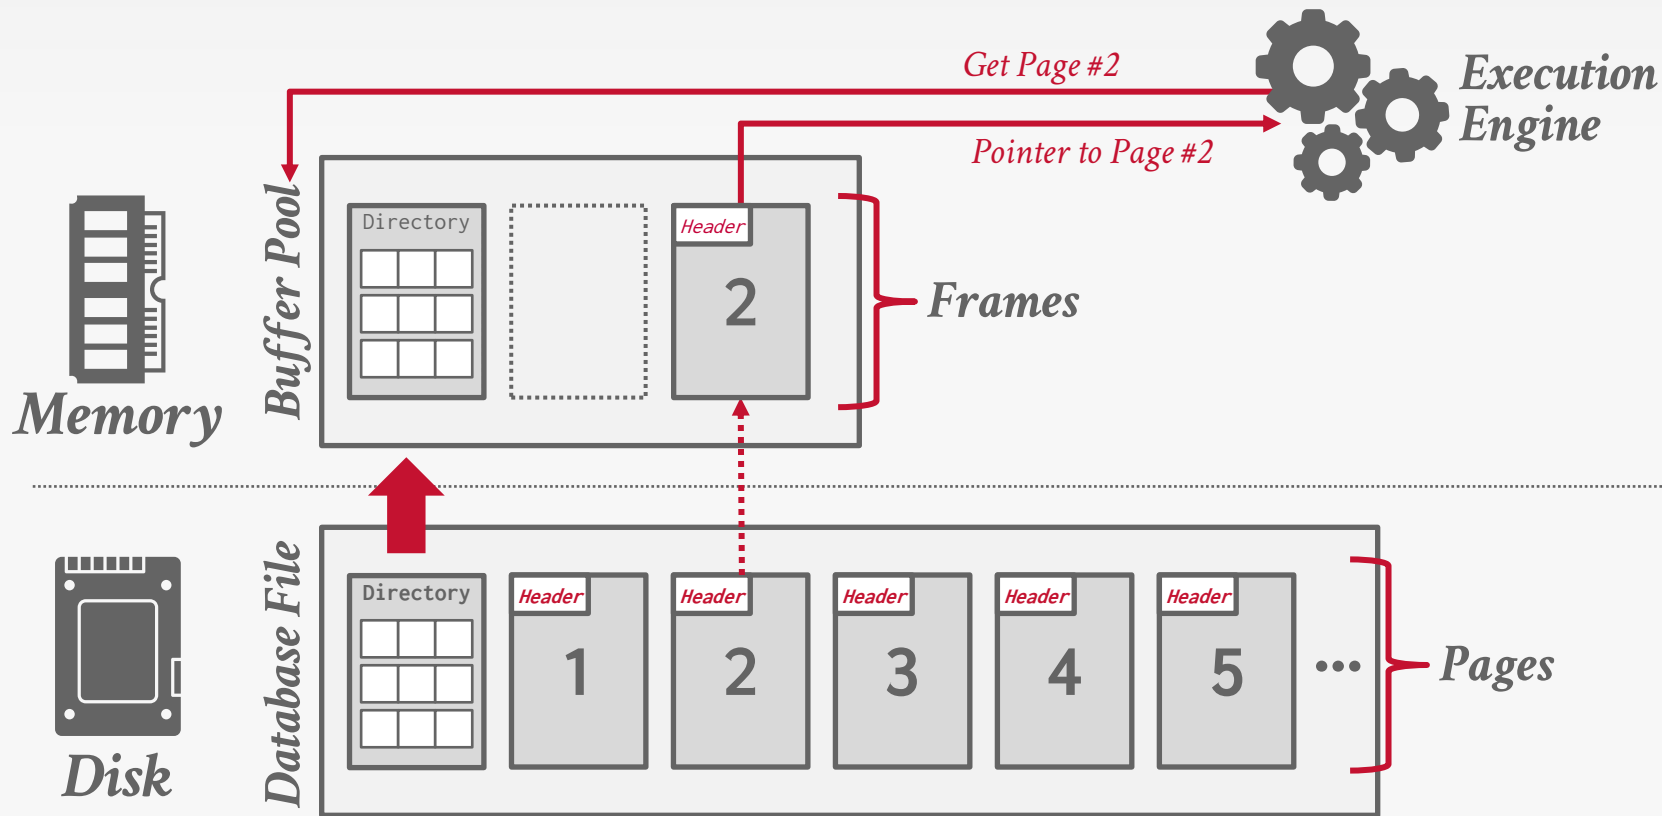 Get Page #2
Execution
Engine
Pointer to Page #2
Memory
Buffer Pool
Directory
Header
2
Frames
Disk
Database File
Directory
Header
1
Header
2
Header
3
Header
4
Header
5
...
Pages